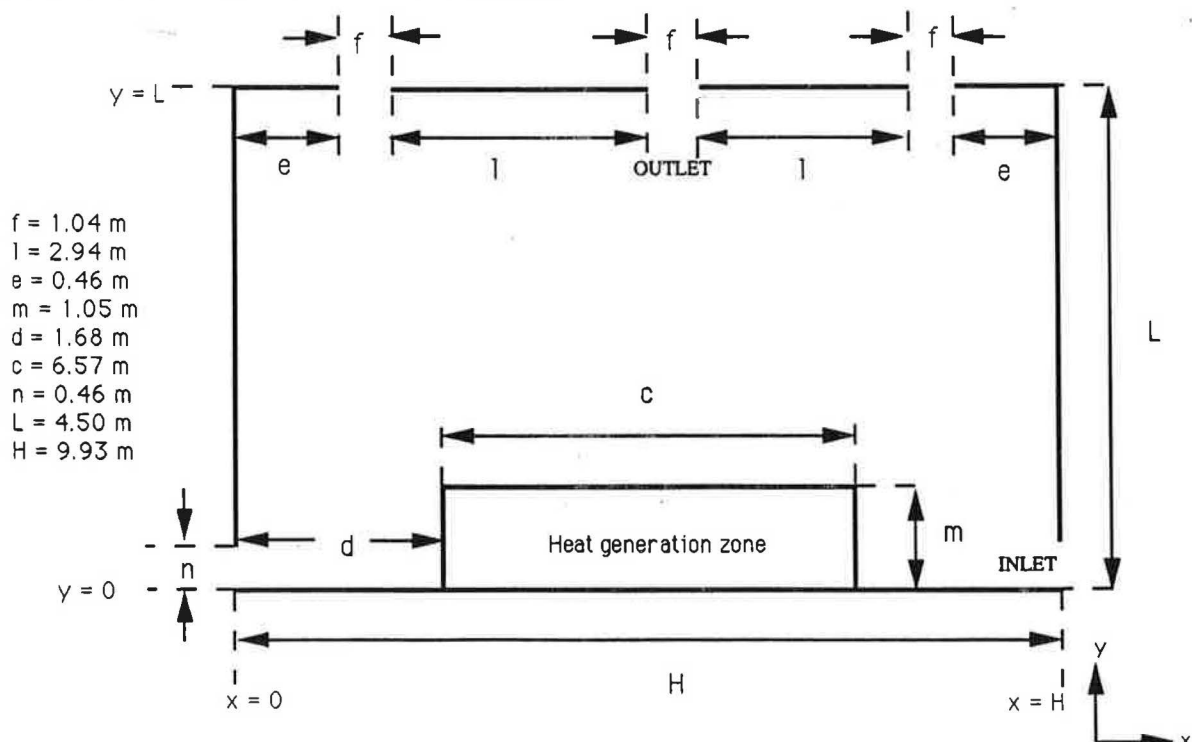 f f f
y = L
e l OUTLET l e
f = 1.04 m
l = 2.94 m
e = 0.46 m
m = 1.05 m
d = 1.68 m
c = 6.57 m
n = 0.46 m
L = 4.50 m
H = 9.93 m
L
c
n
d
Heat generation zone
m
INLET
y = 0
H
x = 0
x = H
y
x